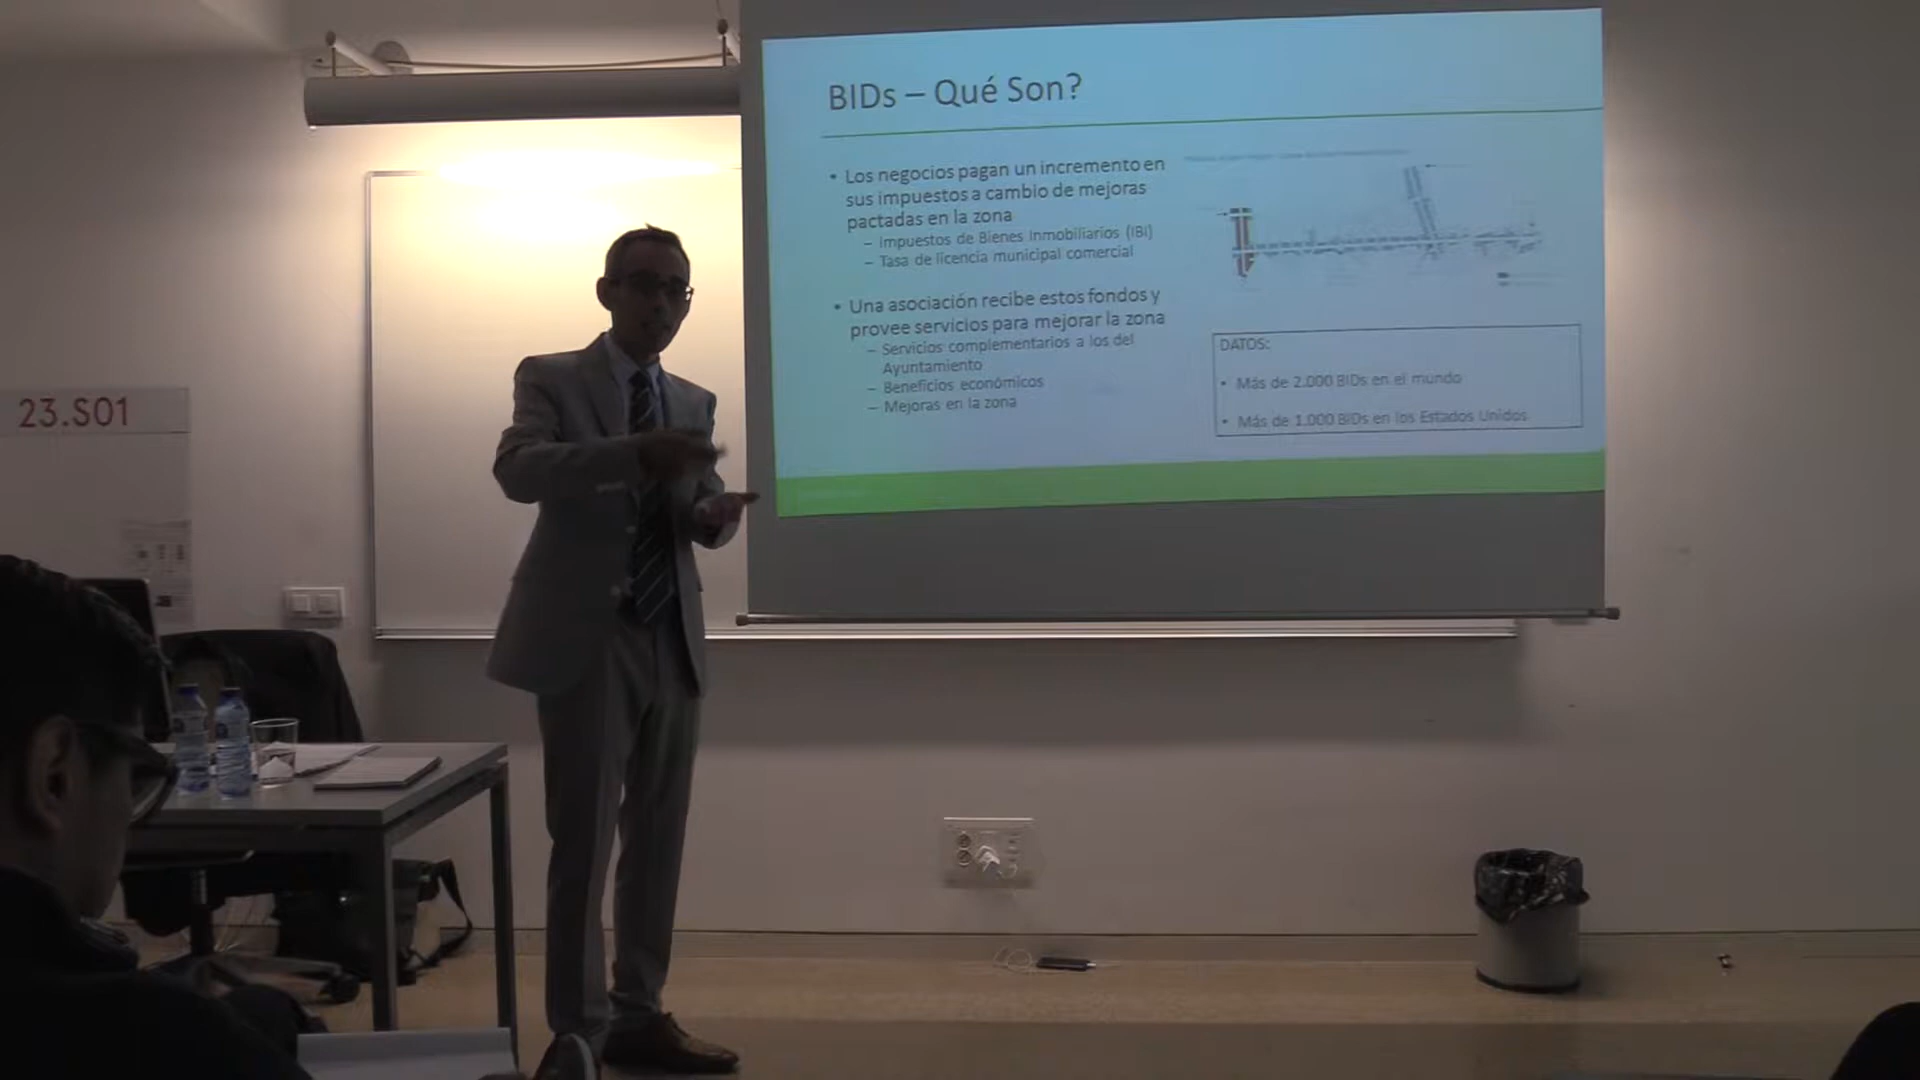 BIDs – Qué Son?
• Los negocios pagan un incremento en
sus impuestos a cambio de mejoras
pactadas en la zona
– Impuestos de Bienes Inmobiliarios (IBI)
– Tasa de licencia municipal comercial
• Una asociación recibe estos fondos y
provee servicios para mejorar la zona
– Servicios complementarios a los del
Ayuntamiento
– Beneficios económicos
– Mejoras en la zona
DATOS:
• Más de 2.000 BIDs en el mundo
• Más de 1.000 BIDs en los Estados Unidos
23.S01